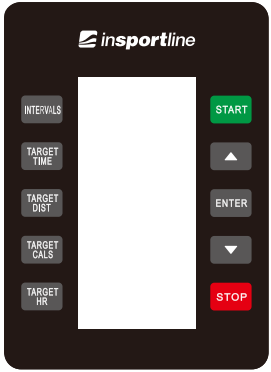 insportline
INTERVALS
START
TARGET
TIME
TARGET
DIST
ENTER
TARGET
CALS
TARGET
HR
STOP